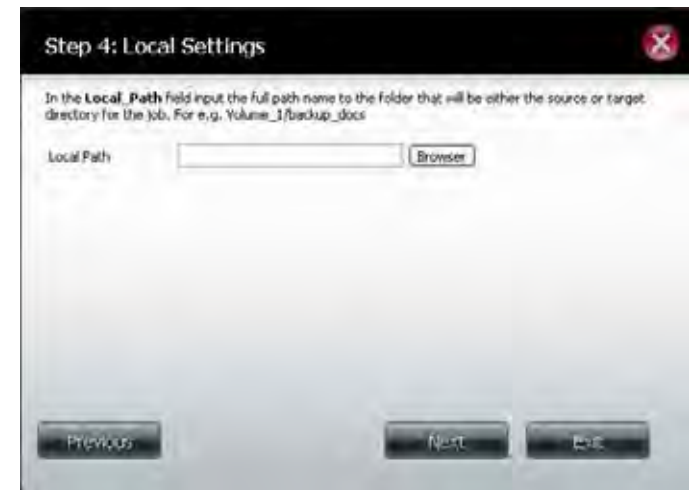 Step 4: Local Settings
In the Local_Path field input the full path name to the folder that will be either the source or target
directory for the job. For e.g. Volume_1/backup_docs
Local Path
Browser
Previous
Next
Exit